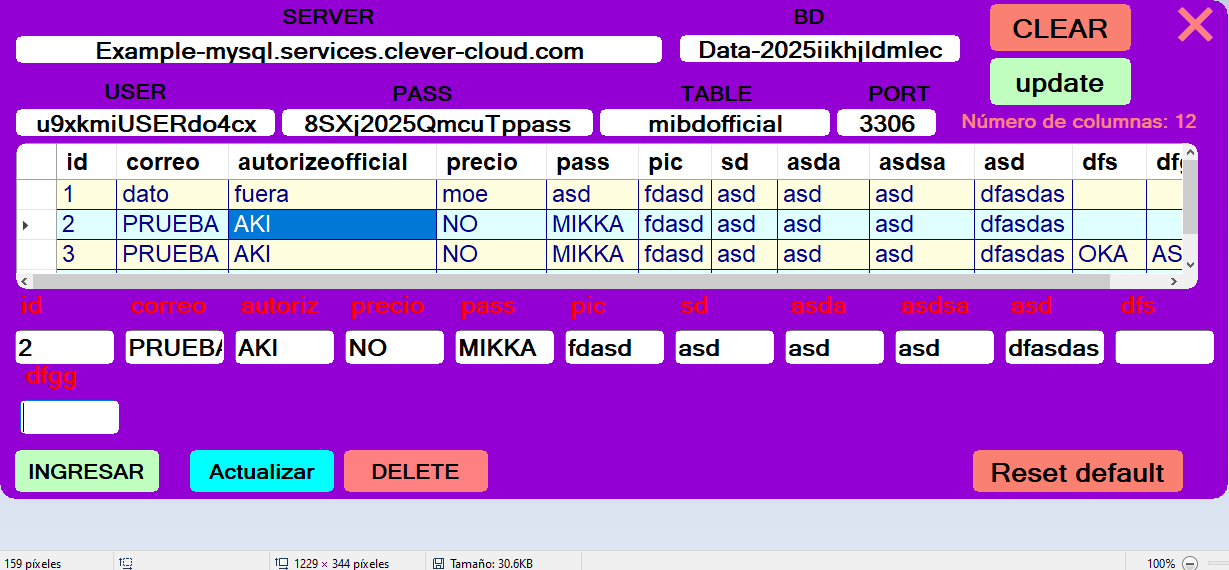 SERVER BD
CLEAR
Example-mysql.services.clever-cloud.com Data-2025iikhjldmlec
update
USER PASS TABLE PORT
u9xkmiUSERdo4cx 8SXj2025QmcuTppass mibdofficial 3306 Número de columnas: 12
id correo autorizeofficial precio pass pic sd asda asdsa asd dfs
1 dato fuera moe asd fdasd asd asd asd dfasdas
2 PRUEBA AKI NO MIKKA fdasd asd asd asd dfasdas
3 PRUEBA AKI NO MIKKA fdasd asd asd asd dfasdas OKA AS
id correo autoriz precio pass pic sd asda asdsa asd dfs
2 PRUEBA AKI NO MIKKA fdasd asd asd asd dfasdas
dfgg
INGRESAR Actualizar DELETE Reset default
159 píxeles 1229 × 344 píxeles Tamaño: 30.6KB 100%